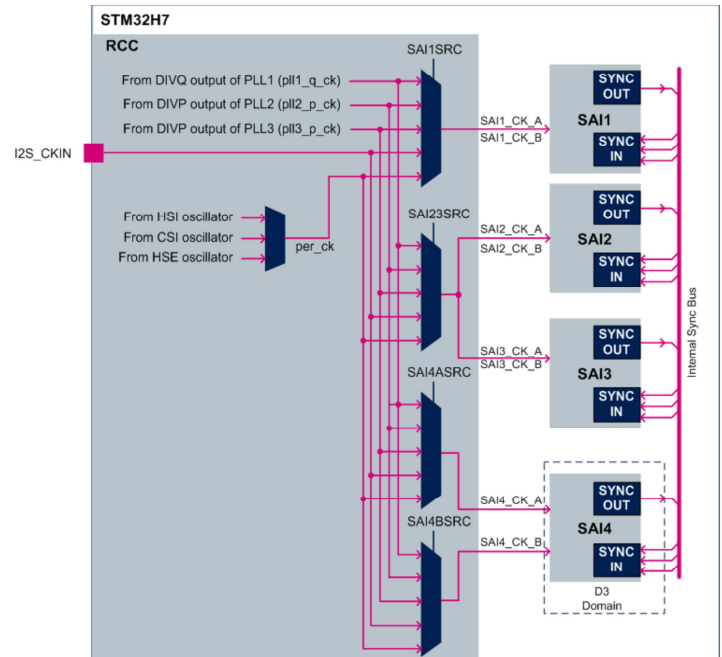 STM32H7
RCC
SAI1SRC
From DIVQ output of PLL1 (pll1_q_ck)
From DIVP output of PLL2 (pll2_p_ck)
From DIVP output of PLL3 (pll3_p_ck)
I2S_CKIN
SAI1_CK_A
SAI1_CK_B
SYNC
OUT
SAI1
SYNC
IN
From HSI oscillator
From CSI oscillator
From HSE oscillator
per_ck
SAI23SRC
SAI2_CK_A
SAI2_CK_B
SYNC
OUT
SAI2
SYNC
IN
SAI3_CK_A
SAI3_CK_B
SYNC
OUT
SAI3
SYNC
IN
Internal Sync Bus
SAI4ASRC
SAI4_CK_A
SYNC
OUT
SAI4
SAI4BSRC
SAI4_CK_B
SYNC
IN
D3
Domain